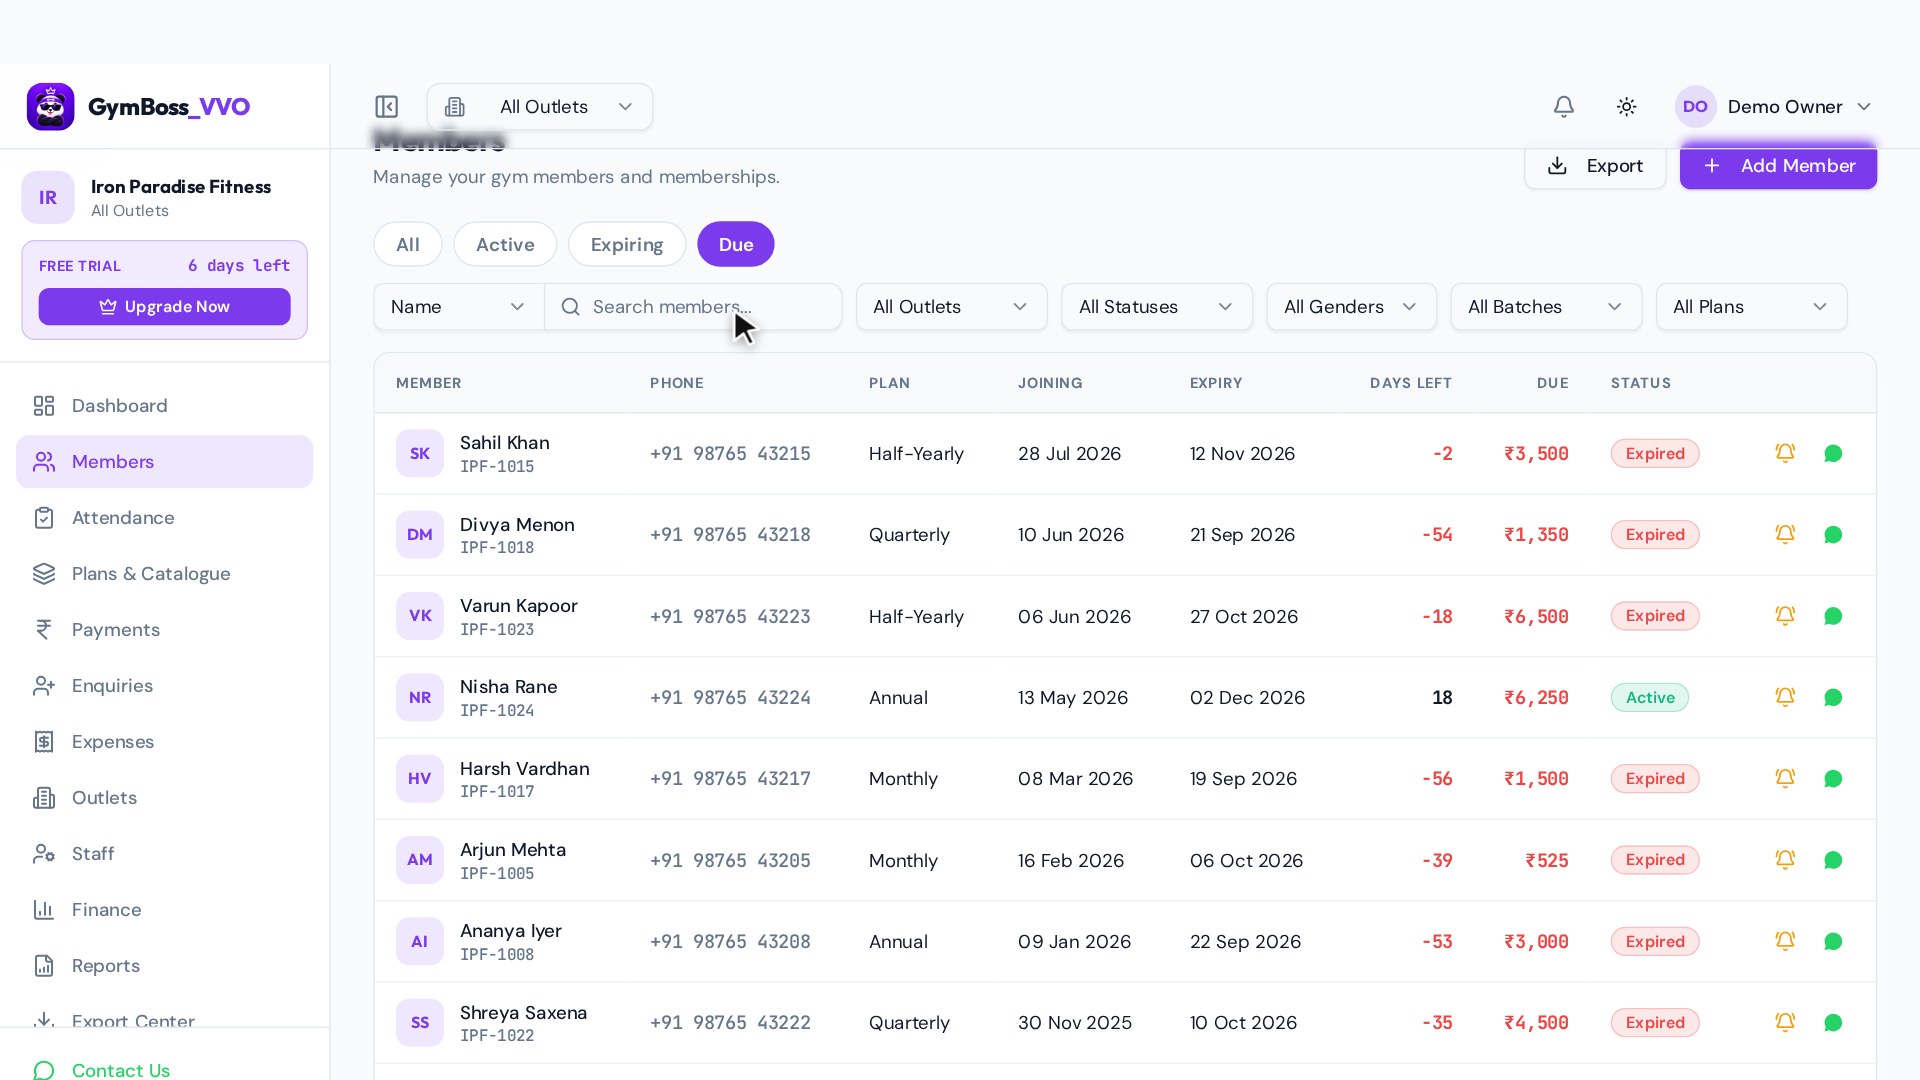 GymBoss_VVO
All Outlets
DO Demo Owner
Members
Manage your gym members and memberships.
Export
+ Add Member
IR Iron Paradise Fitness
All Outlets
FREE TRIAL 6 days left
Upgrade Now
Dashboard
Members
Attendance
Plans & Catalogue
Payments
Enquiries
Expenses
Outlets
Staff
Finance
Reports
Export Center
Contact Us
All Active Expiring Due
Name Search members... All Outlets All Statuses All Genders All Batches All Plans
MEMBER PHONE PLAN JOINING EXPIRY DAYS LEFT DUE STATUS
SK Sahil Khan +91 98765 43215 Half-Yearly 28 Jul 2026 12 Nov 2026 -2 ₹3,500 Expired
IPF-1015
DM Divya Menon +91 98765 43218 Quarterly 10 Jun 2026 21 Sep 2026 -54 ₹1,350 Expired
IPF-1018
VK Varun Kapoor +91 98765 43223 Half-Yearly 06 Jun 2026 27 Oct 2026 -18 ₹6,500 Expired
IPF-1023
NR Nisha Rane +91 98765 43224 Annual 13 May 2026 02 Dec 2026 18 ₹6,250 Active
IPF-1024
HV Harsh Vardhan +91 98765 43217 Monthly 08 Mar 2026 19 Sep 2026 -56 ₹1,500 Expired
IPF-1017
AM Arjun Mehta +91 98765 43205 Monthly 16 Feb 2026 06 Oct 2026 -39 ₹525 Expired
IPF-1005
AI Ananya Iyer +91 98765 43208 Annual 09 Jan 2026 22 Sep 2026 -53 ₹3,000 Expired
IPF-1008
SS Shreya Saxena +91 98765 43222 Quarterly 30 Nov 2025 10 Oct 2026 -35 ₹4,500 Expired
IPF-1022